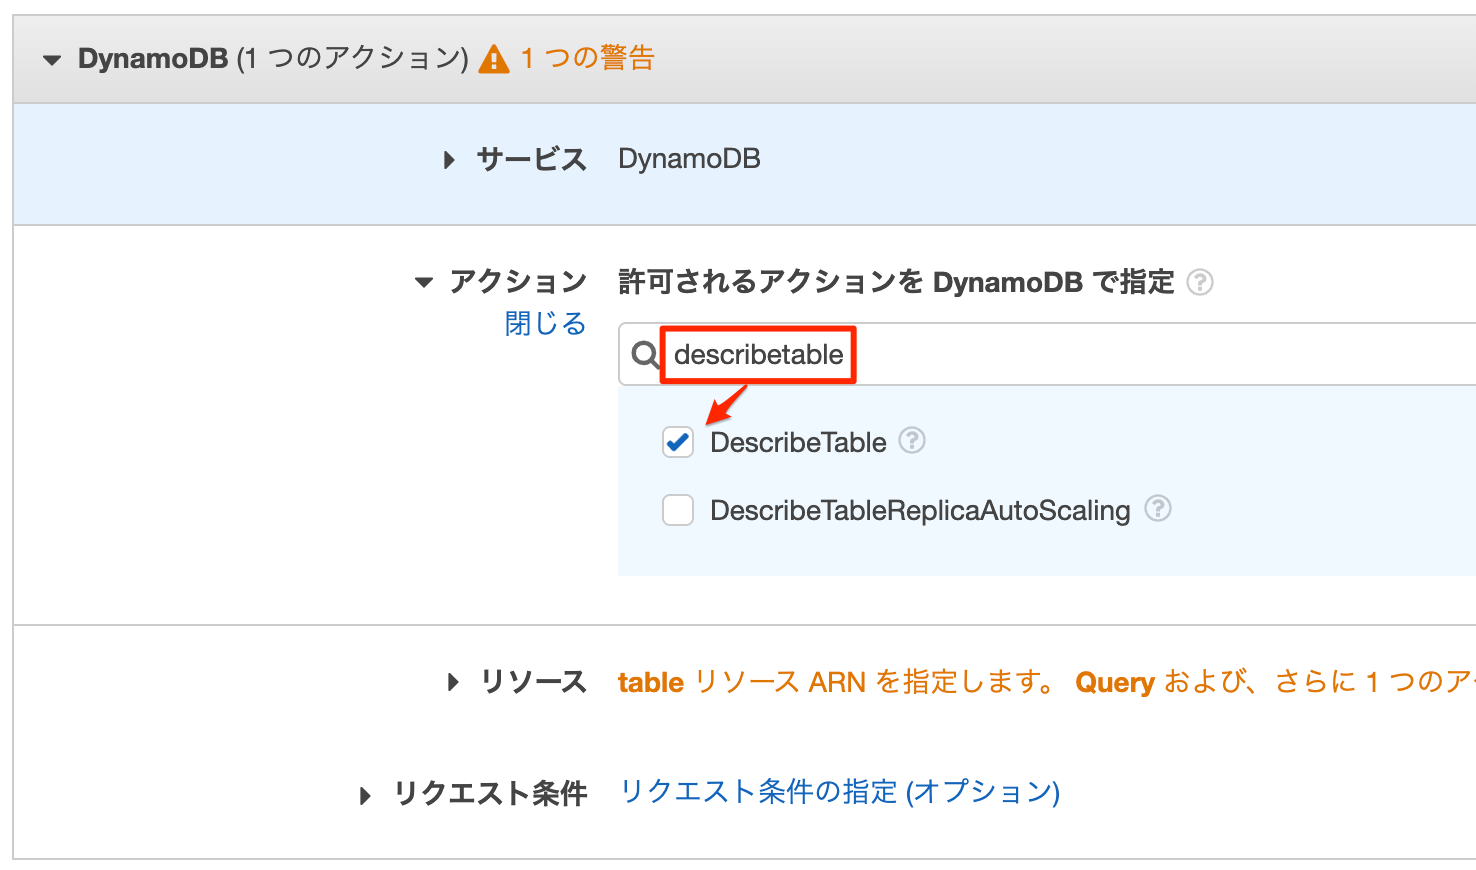 DynamoDB (1 つのアクション) 1 つの警告
サービス DynamoDB
アクション 許可されるアクションを DynamoDB で指定 ?
閉じる
describetable
DescribeTable ?
DescribeTableReplicaAutoScaling ?
リソース table リソース ARN を指定します。 Query および、さらに 1 つのア
リクエスト条件 リクエスト条件の指定 (オプション)